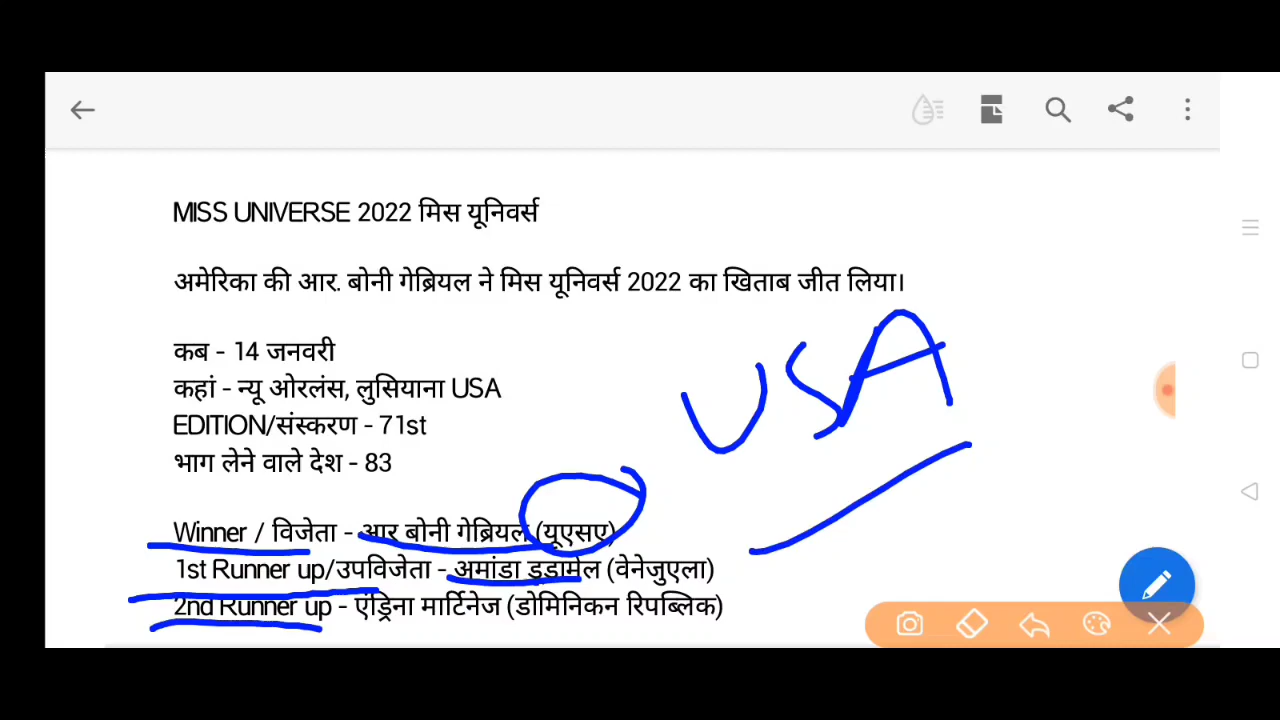 MISS UNIVERSE 2022 मिस यूनिवर्स
अमेरिका की आर. बोनी गेब्रियल ने मिस यूनिवर्स 2022 का खिताब जीत लिया।
कब - 14 जनवरी
कहां - न्यू ओरलंस, लुसियाना USA
EDITION/संस्करण - 71st
भाग लेने वाले देश - 83
USA
Winner / विजेता - आर बोनी गेब्रियल (यूएसए)
1st Runner up/उपविजेता - अमांडा डुडामेल (वेनेजुएला)
2nd Runner up - एंड्रिना मार्टिनेज (डोमिनिकन रिपब्लिक)